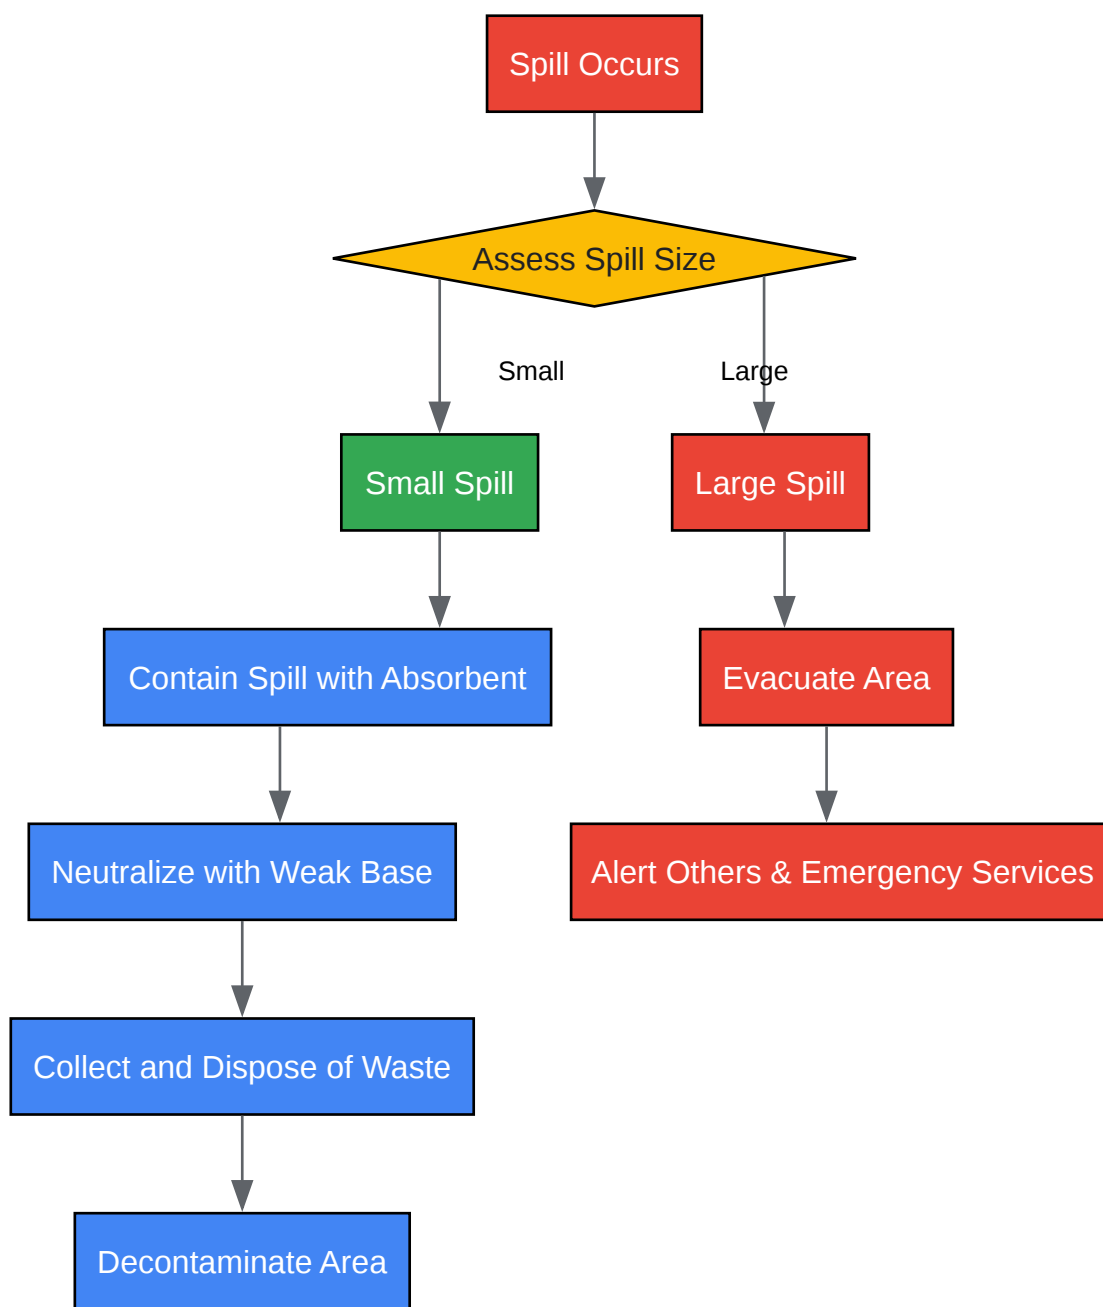 Spill Occurs
Assess Spill Size
Small
Large
Small Spill
Large Spill
Contain Spill with Absorbent
Evacuate Area
Neutralize with Weak Base
Alert Others & Emergency Services
Collect and Dispose of Waste
Decontaminate Area